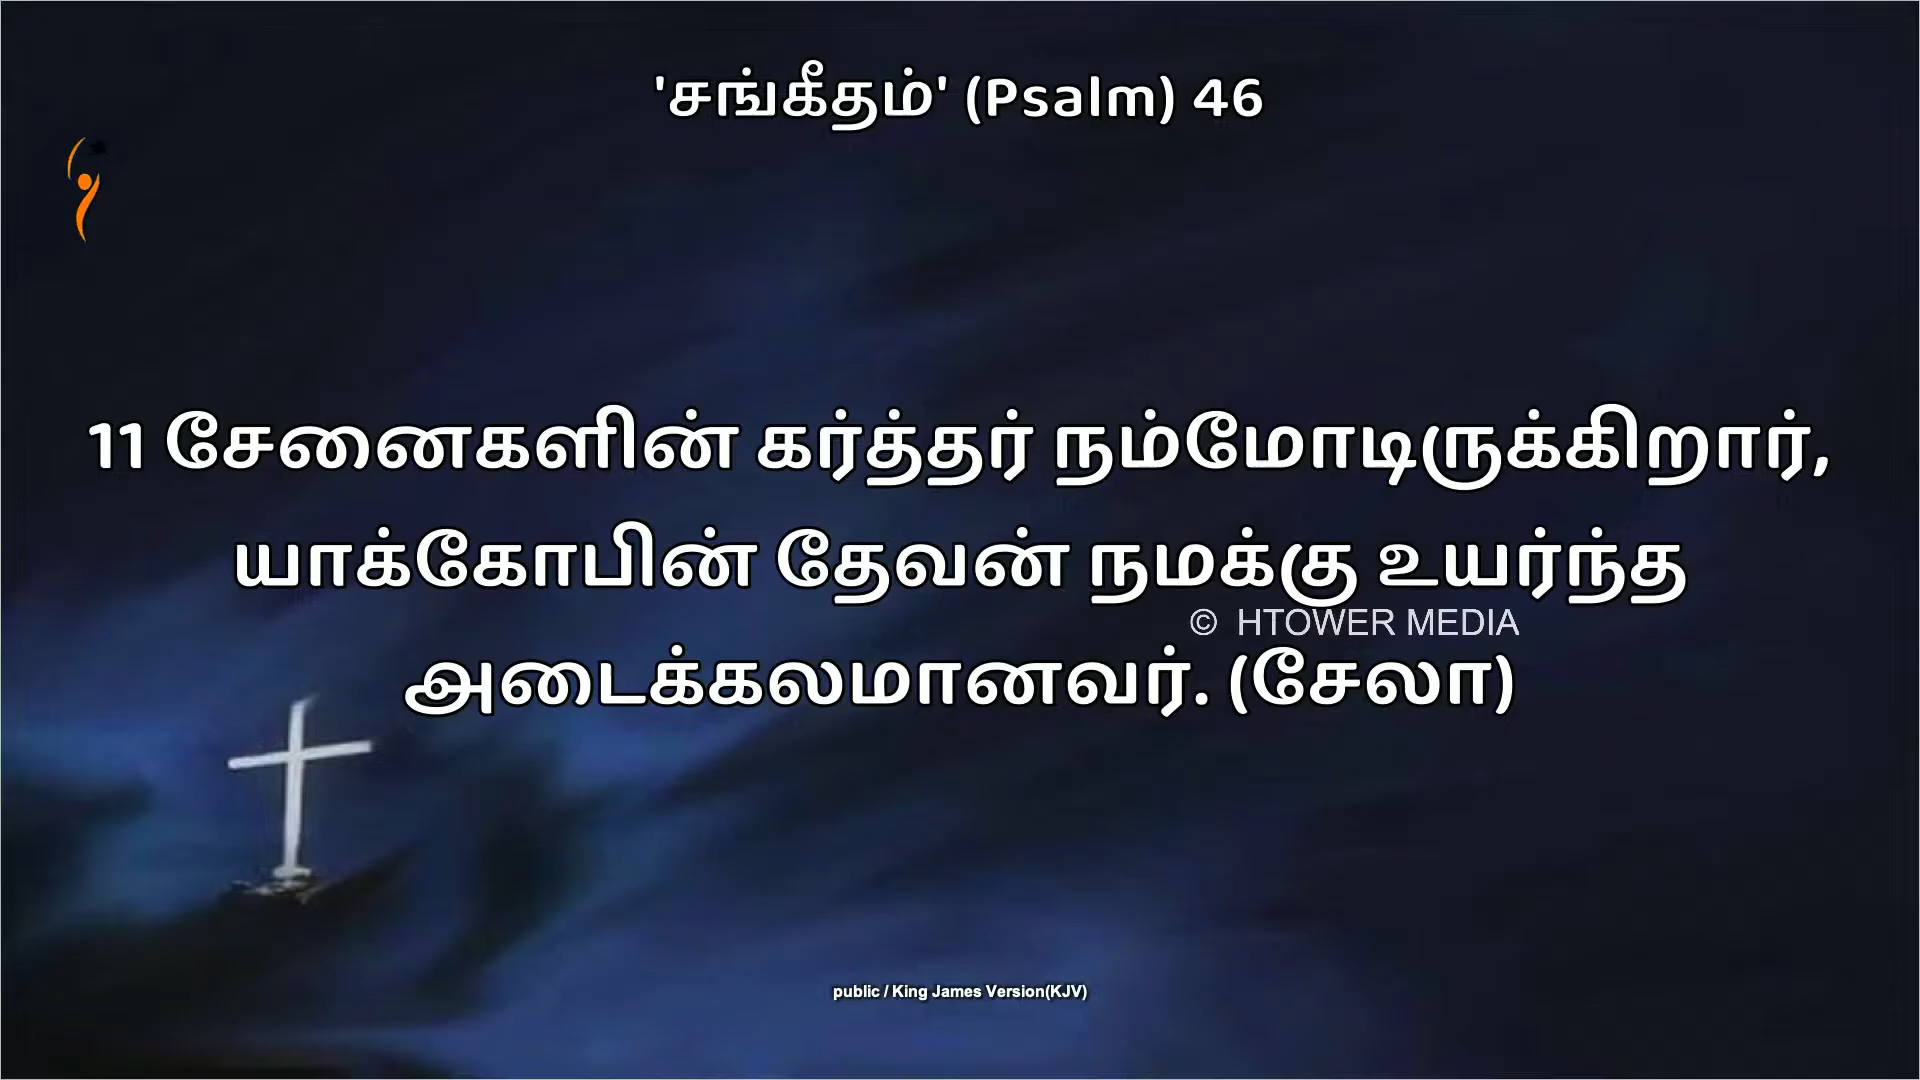 'சங்கீதம்' (Psalm) 46
11 சேனைகளின் கர்த்தர் நம்மோடிருக்கிறார்,
யாக்கோபின் தேவன் நமக்கு உயர்ந்த
© HTOWER MEDIA
அடைக்கலமானவர். (சேலா)
public / King James Version(KJV)